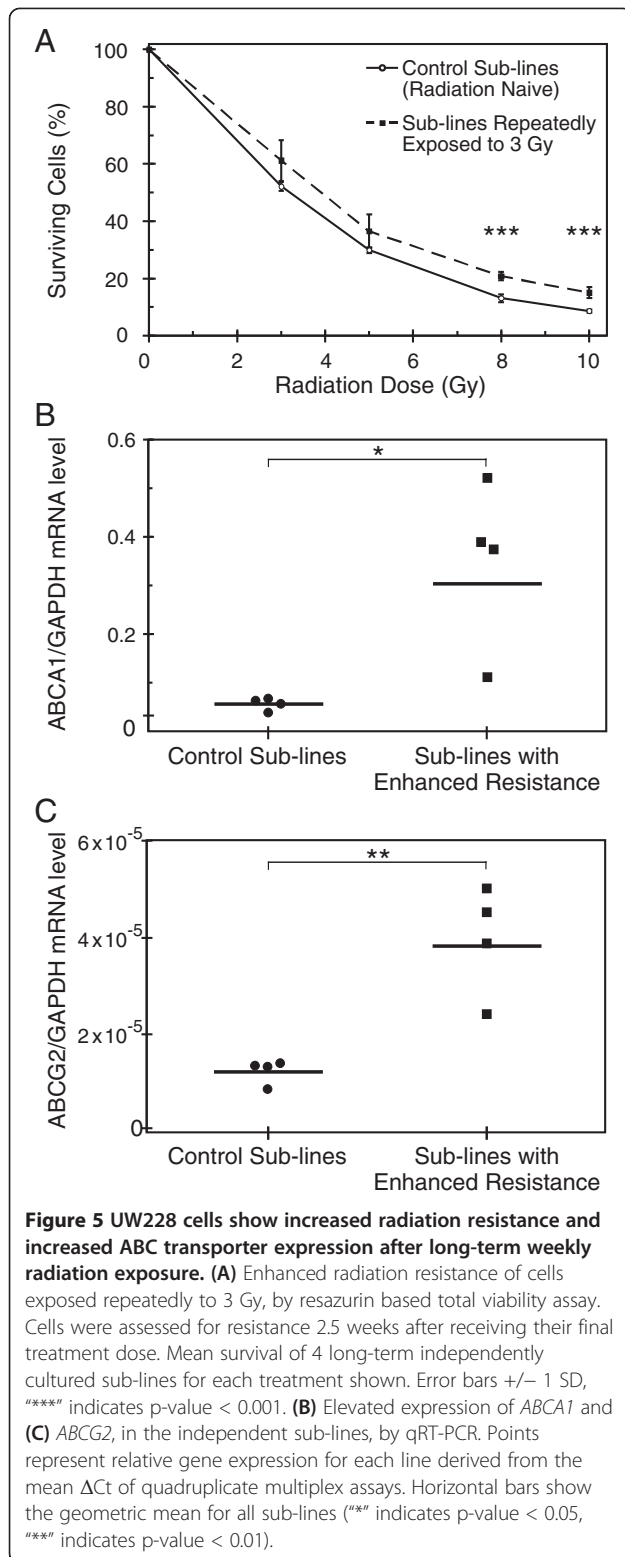 A
100
80
60
40
20
0
Surviving Cells (%)
Control Sub-lines
(Radiation Naive)
Sub-lines Repeatedly
Exposed to 3 Gy
*** ***
0 2 4 6 8 10
Radiation Dose (Gy)
B
0.6
0.4
0.2
0
ABCA1/GAPDH mRNA level
*
Control Sub-lines Sub-lines with
Enhanced Resistance
C
6x10⁻⁵
4x10⁻⁵
2x10⁻⁵
0
ABCG2/GAPDH mRNA level
**
Control Sub-lines Sub-lines with
Enhanced Resistance
Figure 5 UW228 cells show increased radiation resistance and
increased ABC transporter expression after long-term weekly
radiation exposure. (A) Enhanced radiation resistance of cells
exposed repeatedly to 3 Gy, by resazurin based total viability assay.
Cells were assessed for resistance 2.5 weeks after receiving their final
treatment dose. Mean survival of 4 long-term independently
cultured sub-lines for each treatment shown. Error bars +/− 1 SD,
“***” indicates p-value < 0.001. (B) Elevated expression of ABCA1 and
(C) ABCG2, in the independent sub-lines, by qRT-PCR. Points
represent relative gene expression for each line derived from the
mean ΔCt of quadruplicate multiplex assays. Horizontal bars show
the geometric mean for all sub-lines (“*” indicates p-value < 0.05,
“**” indicates p-value < 0.01).